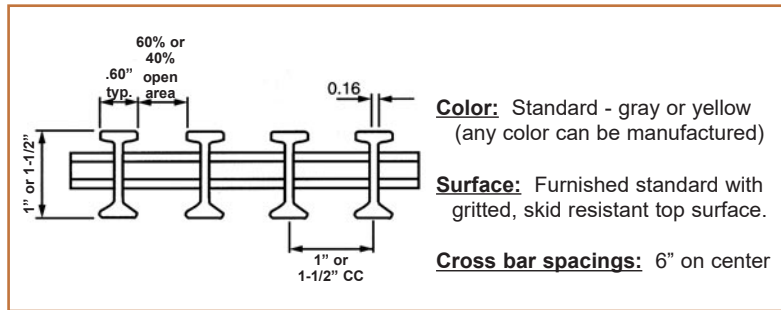 60% or
40%
open
area
.60”
typ.
0.16
1” or 1-1/2”
1” or
1-1/2” CC
Color: Standard - gray or yellow
(any color can be manufactured)
Surface: Furnished standard with
gritted, skid resistant top surface.
Cross bar spacings: 6” on center